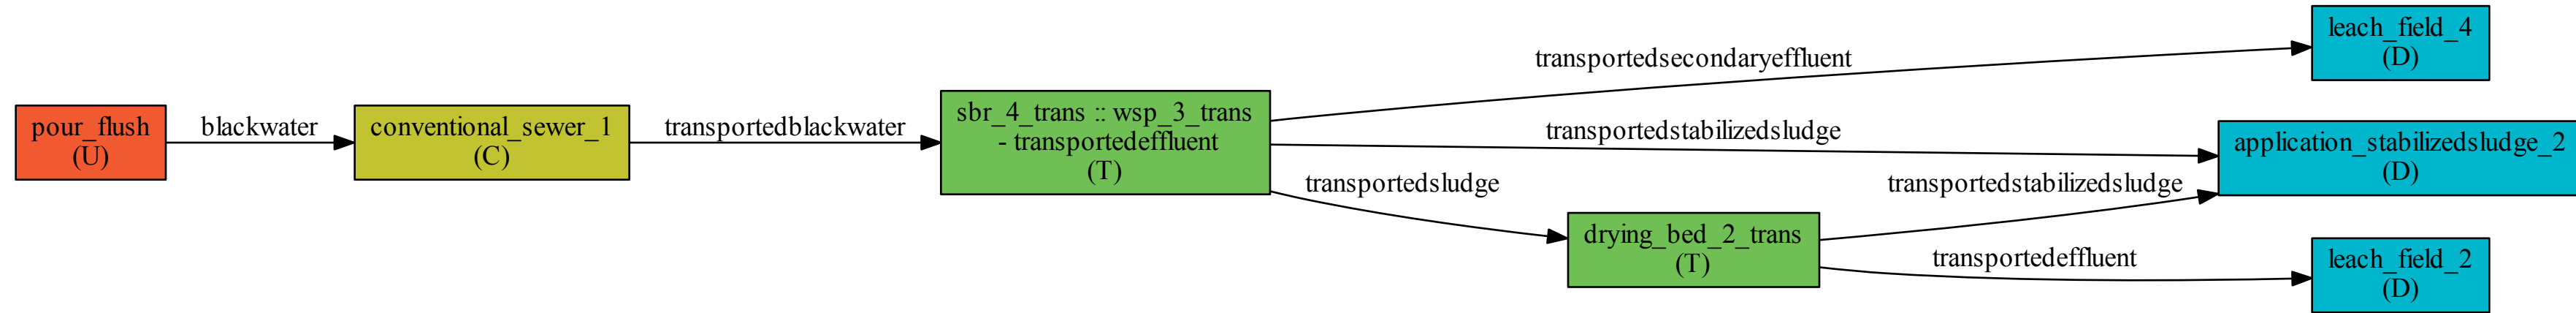 pour_flush
(U)
blackwater
conventional_sewer_1
(C)
transportedblackwater
sbr_4_trans :: wsp_3_trans
- transportedeffluent
(T)
transportedsecondaryeffluent
transportedstabilizedsludge
transportedsludge
drying_bed_2_trans
(T)
transportedstabilizedsludge
transportedeffluent
leach_field_4
(D)
application_stabilizedsludge_2
(D)
leach_field_2
(D)